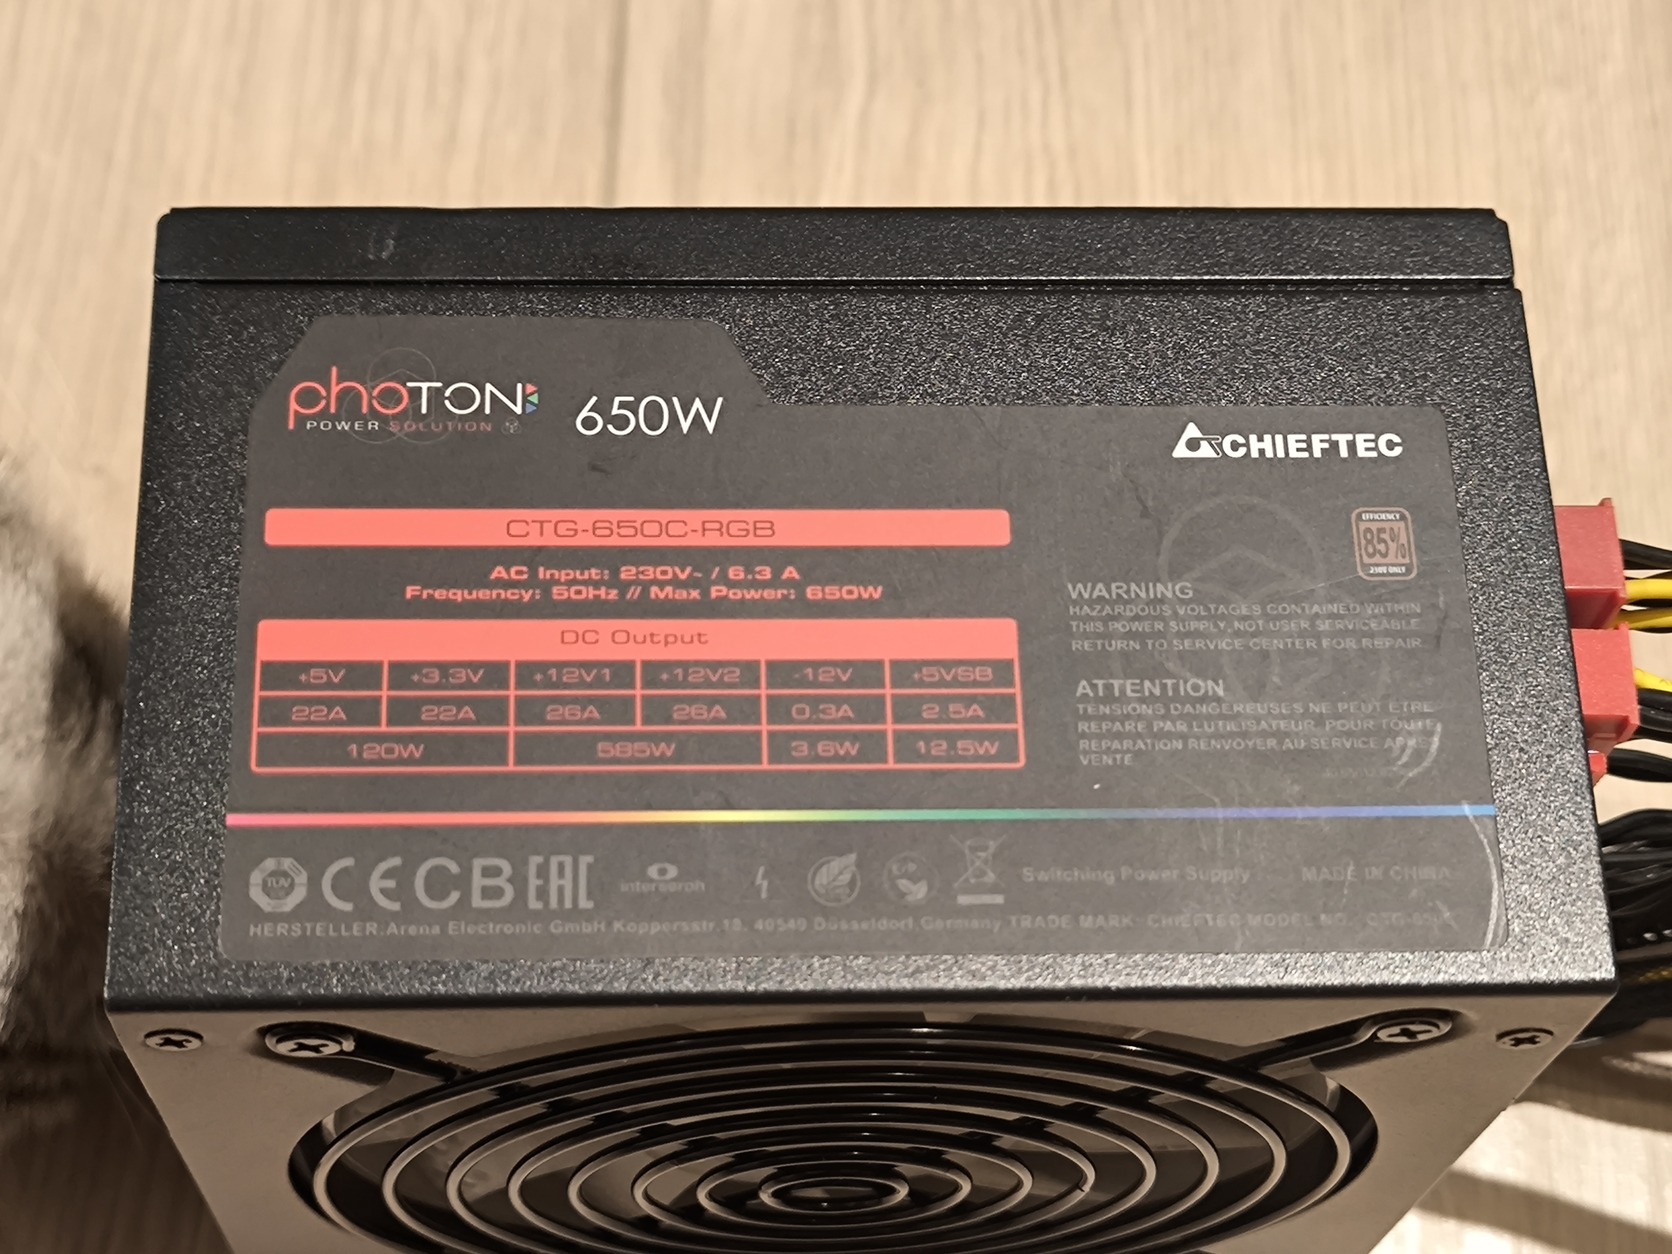 phoTON
POWER SOLUTION
650W
CHIEFTEC
CTG-650C-RGB
AC Input: 230V~ / 6.3 A
Frequency: 50Hz // Max Power: 650W
DC Output
+5V +3.3V +12V1 +12V2 -12V +5VSB
22A 22A 26A 26A 0.3A 2.5A
120W 585W 3.6W 12.5W
EFFICIENCY
85%
230V ONLY
WARNING
HAZARDOUS VOLTAGES CONTAINED WITHIN
THIS POWER SUPPLY, NOT USER SERVICEABLE.
RETURN TO SERVICE CENTER FOR REPAIR.
ATTENTION
TENSIONS DANGEREUSES NE PEUT ETRE
REPARE PAR LUTILISATEUR, POUR TOUTE
REPARATION RENVOYER AU SERVICE APRES
VENTE
TÜV CE CB EAC interseroh ErP Switching Power Supply MADE IN CHINA
HERSTELLER.Arena Electronic GmbH Koppersstr.18, 40549 Düsseldorf,Germany TRADE MARK: CHIEFTEC MODEL NO.: